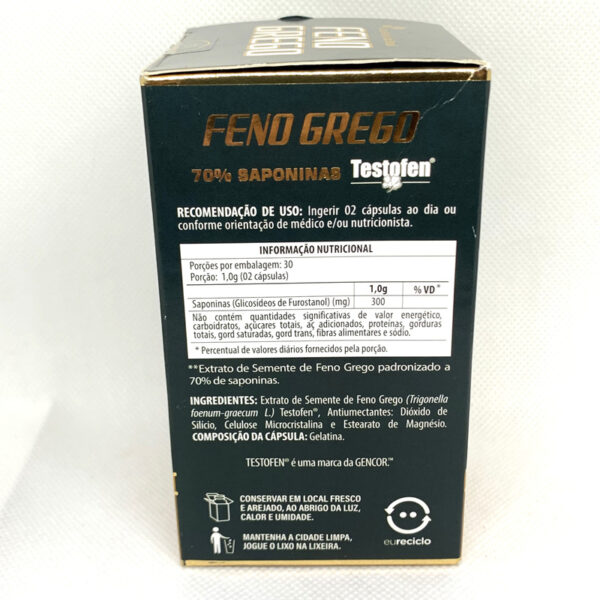 FENO
GREGO
FENO GREGO
70% SAPONINAS Testofen®
RECOMENDAÇÃO DE USO: Ingerir 02 cápsulas ao dia ou
conforme orientação de médico e/ou nutricionista.
INFORMAÇÃO NUTRICIONAL
Porções por embalagem: 30
Porção: 1,0g (02 cápsulas)
1,0g % VD*
Saponinas (Glicosídeos de Furostanol) (mg) 300
Não contém quantidades significativas de valor energético,
carboidratos, açúcares totais, aç adicionados, proteínas, gorduras
totais, gord saturadas, gord trans, fibras alimentares e sódio.
* Percentual de valores diários fornecidos pela porção.
**Extrato de Semente de Feno Grego padronizado a
70% de saponinas.
INGREDIENTES: Extrato de Semente de Feno Grego (Trigonella
foenum-graecum L.) Testofen®, Antiumectantes: Dióxido de
Silício, Celulose Microcristalina e Estearato de Magnésio.
COMPOSIÇÃO DA CÁPSULA: Gelatina.
TESTOFEN® é uma marca da GENCOR.™
CONSERVAR EM LOCAL FRESCO
E AREJADO, AO ABRIGO DA LUZ,
CALOR E UMIDADE.
MANTENHA A CIDADE LIMPA,
JOGUE O LIXO NA LIXEIRA.
eureciclo